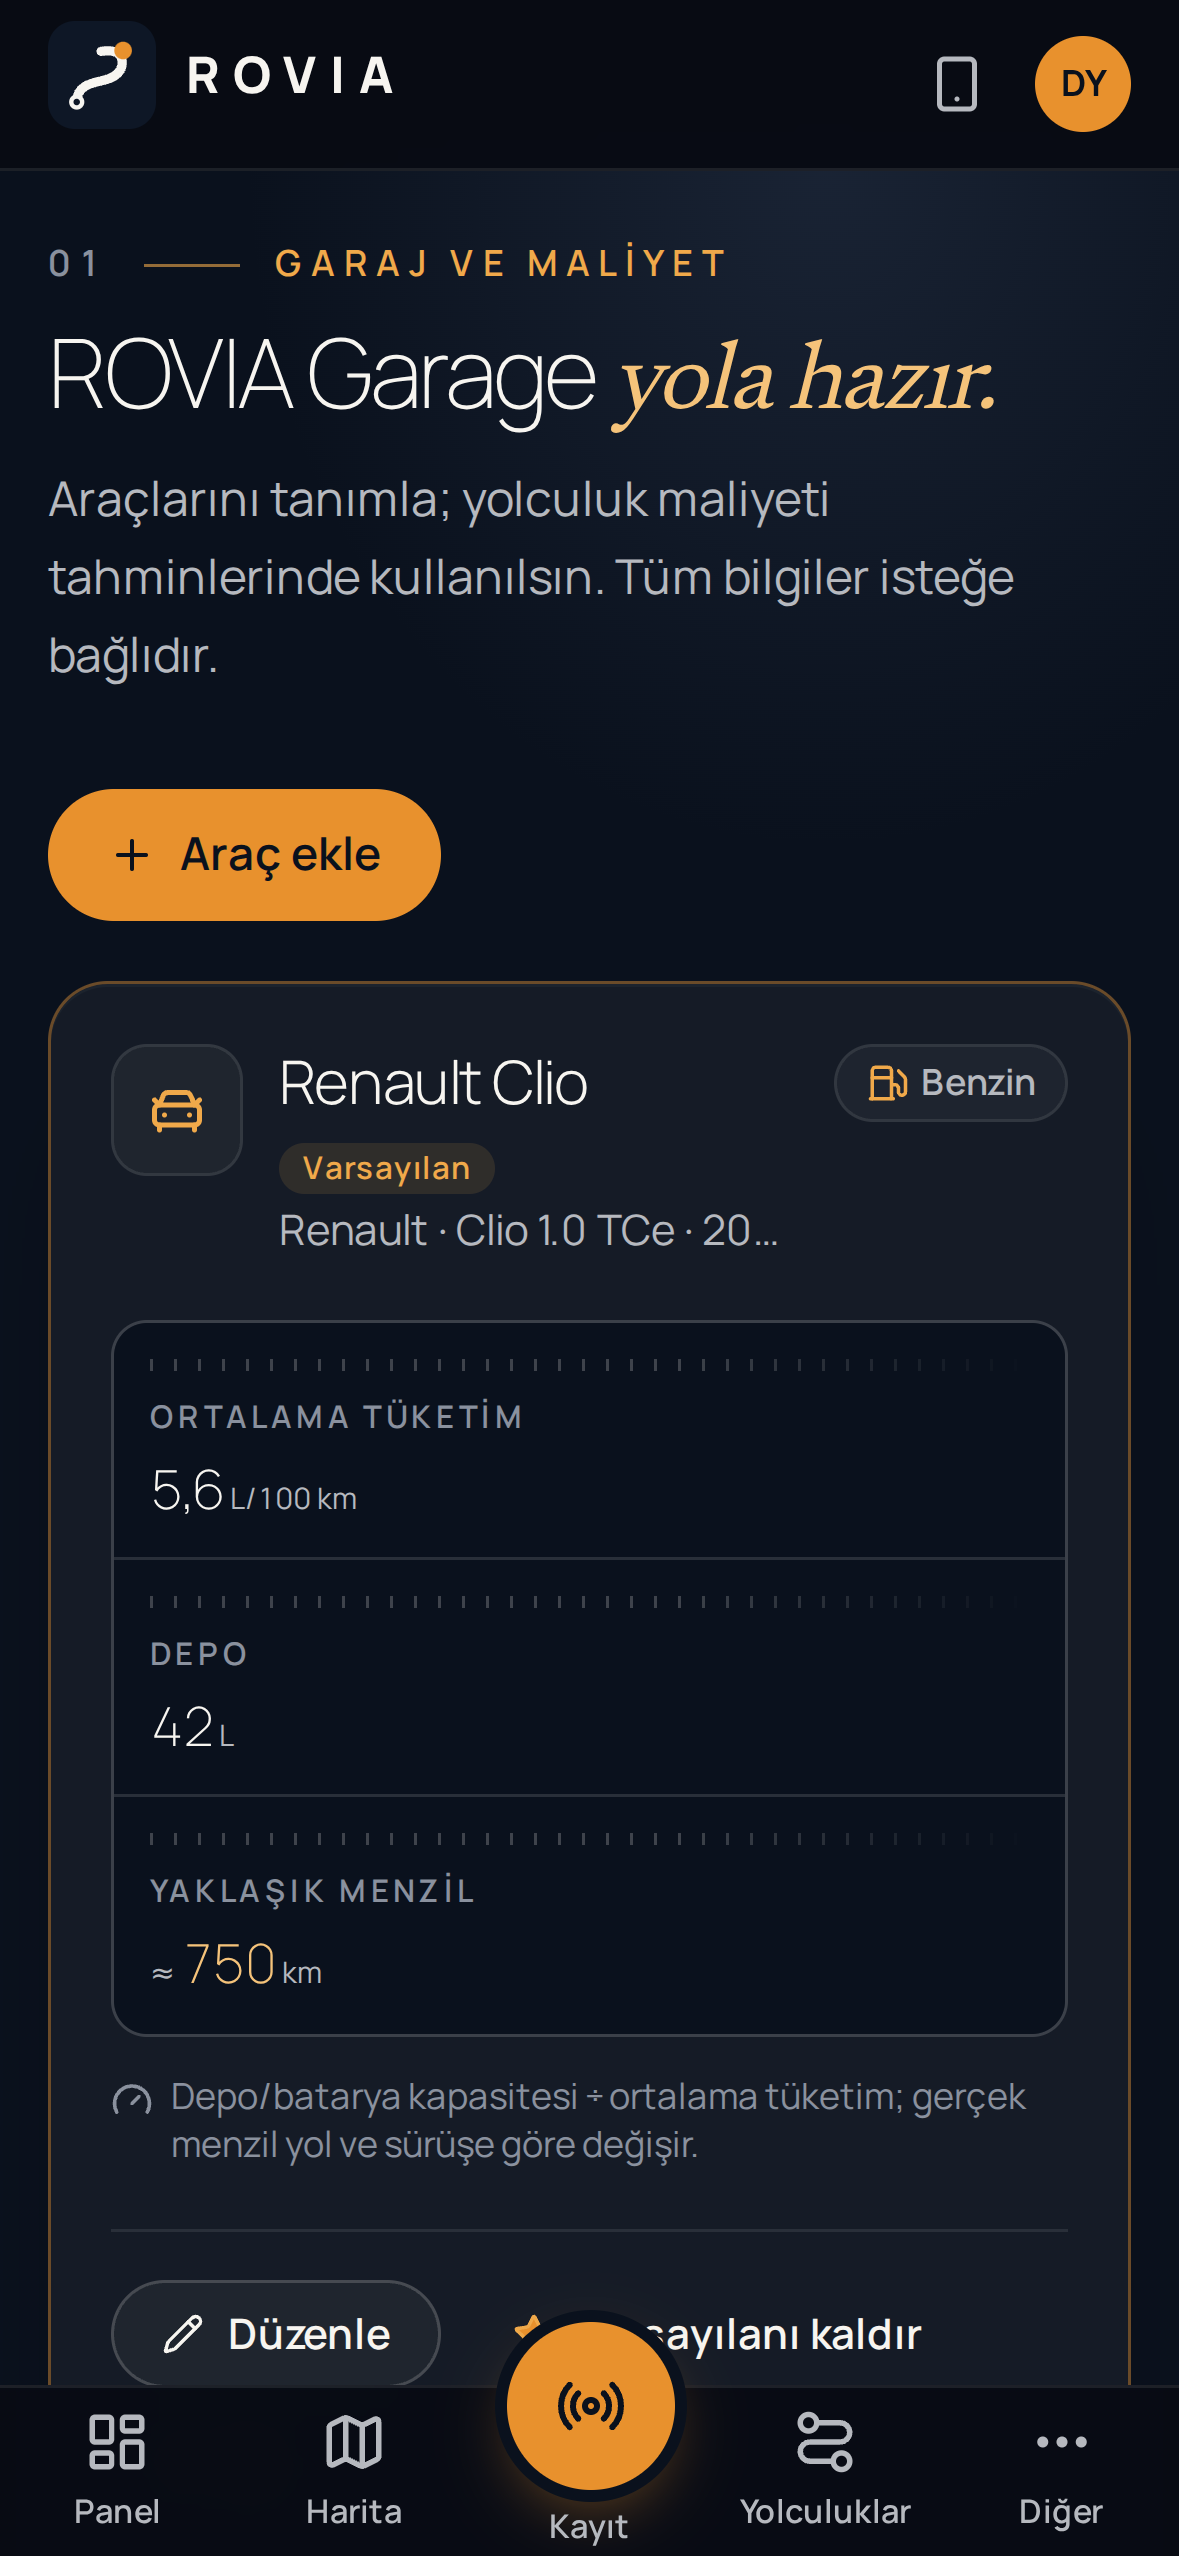 ROVIA
DY
01 GARAJ VE MALİYET
ROVIA Garage yola hazır.
Araçlarını tanımla; yolculuk maliyeti
tahminlerinde kullanılsın. Tüm bilgiler isteğe
bağlıdır.
+ Araç ekle
Renault Clio
Benzin
Varsayılan
Renault · Clio 1.0 TCe · 20...
ORTALAMA TÜKETİM
5,6 L/100 km
DEPO
42 L
YAKLAŞIK MENZİL
≈ 750 km
Depo/batarya kapasitesi ÷ ortalama tüketim; gerçek
menzil yol ve sürüşe göre değişir.
Düzenle
sayılanı kaldır
Panel
Harita
Kayıt
Yolculuklar
Diğer